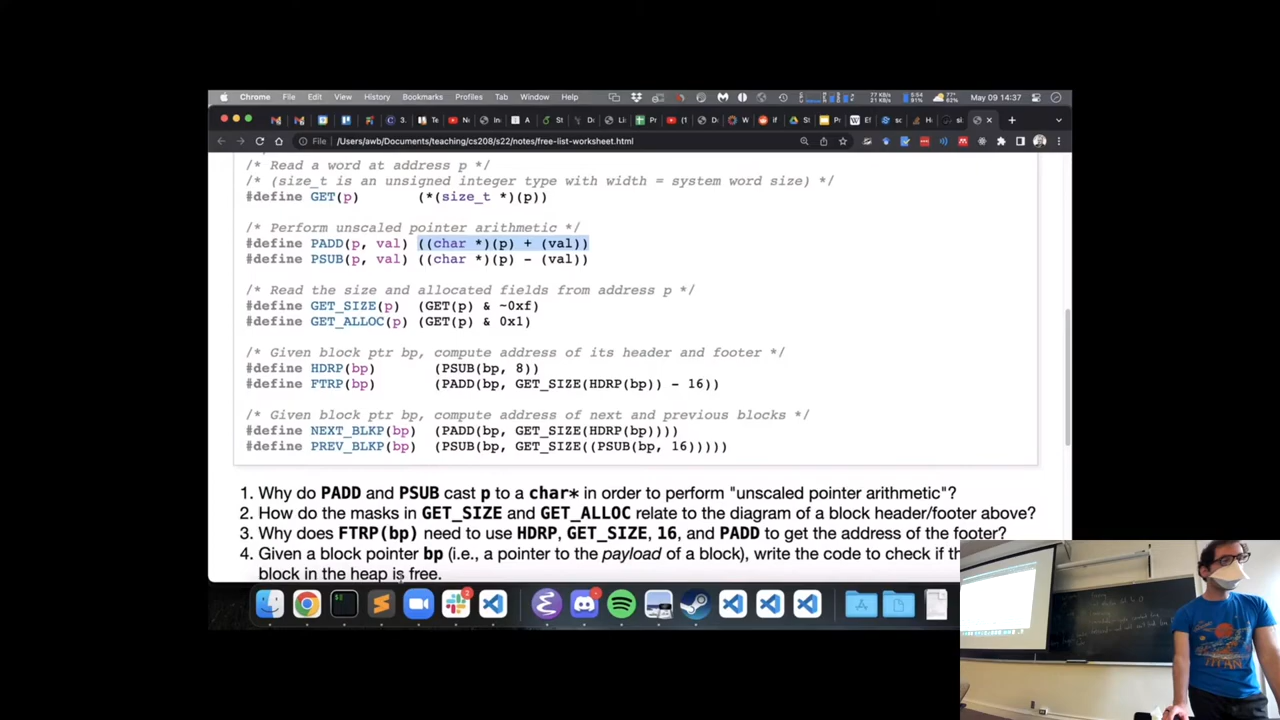 Chrome File Edit View History Bookmarks Profiles Tab Window Help May 09 14:37
File /Users/awb/Documents/teaching/cs208/s22/notes/free-list-worksheet.html
/* Read a word at address p */
/* (size_t is an unsigned integer type with width = system word size) */
#define GET(p) (*(size_t *)(p))
/* Perform unscaled pointer arithmetic */
#define PADD(p, val) ((char *)(p) + (val))
#define PSUB(p, val) ((char *)(p) - (val))
/* Read the size and allocated fields from address p */
#define GET_SIZE(p) (GET(p) & ~0xf)
#define GET_ALLOC(p) (GET(p) & 0x1)
/* Given block ptr bp, compute address of its header and footer */
#define HDRP(bp) (PSUB(bp, 8))
#define FTRP(bp) (PADD(bp, GET_SIZE(HDRP(bp)) - 16))
/* Given block ptr bp, compute address of next and previous blocks */
#define NEXT_BLKP(bp) (PADD(bp, GET_SIZE(HDRP(bp))))
#define PREV_BLKP(bp) (PSUB(bp, GET_SIZE((PSUB(bp, 16)))))
1. Why do PADD and PSUB cast p to a char* in order to perform "unscaled pointer arithmetic"?
2. How do the masks in GET_SIZE and GET_ALLOC relate to the diagram of a block header/footer above?
3. Why does FTRP(bp) need to use HDRP, GET_SIZE, 16, and PADD to get the address of the footer?
4. Given a block pointer bp (i.e., a pointer to the payload of a block), write the code to check if th
block in the heap is free.